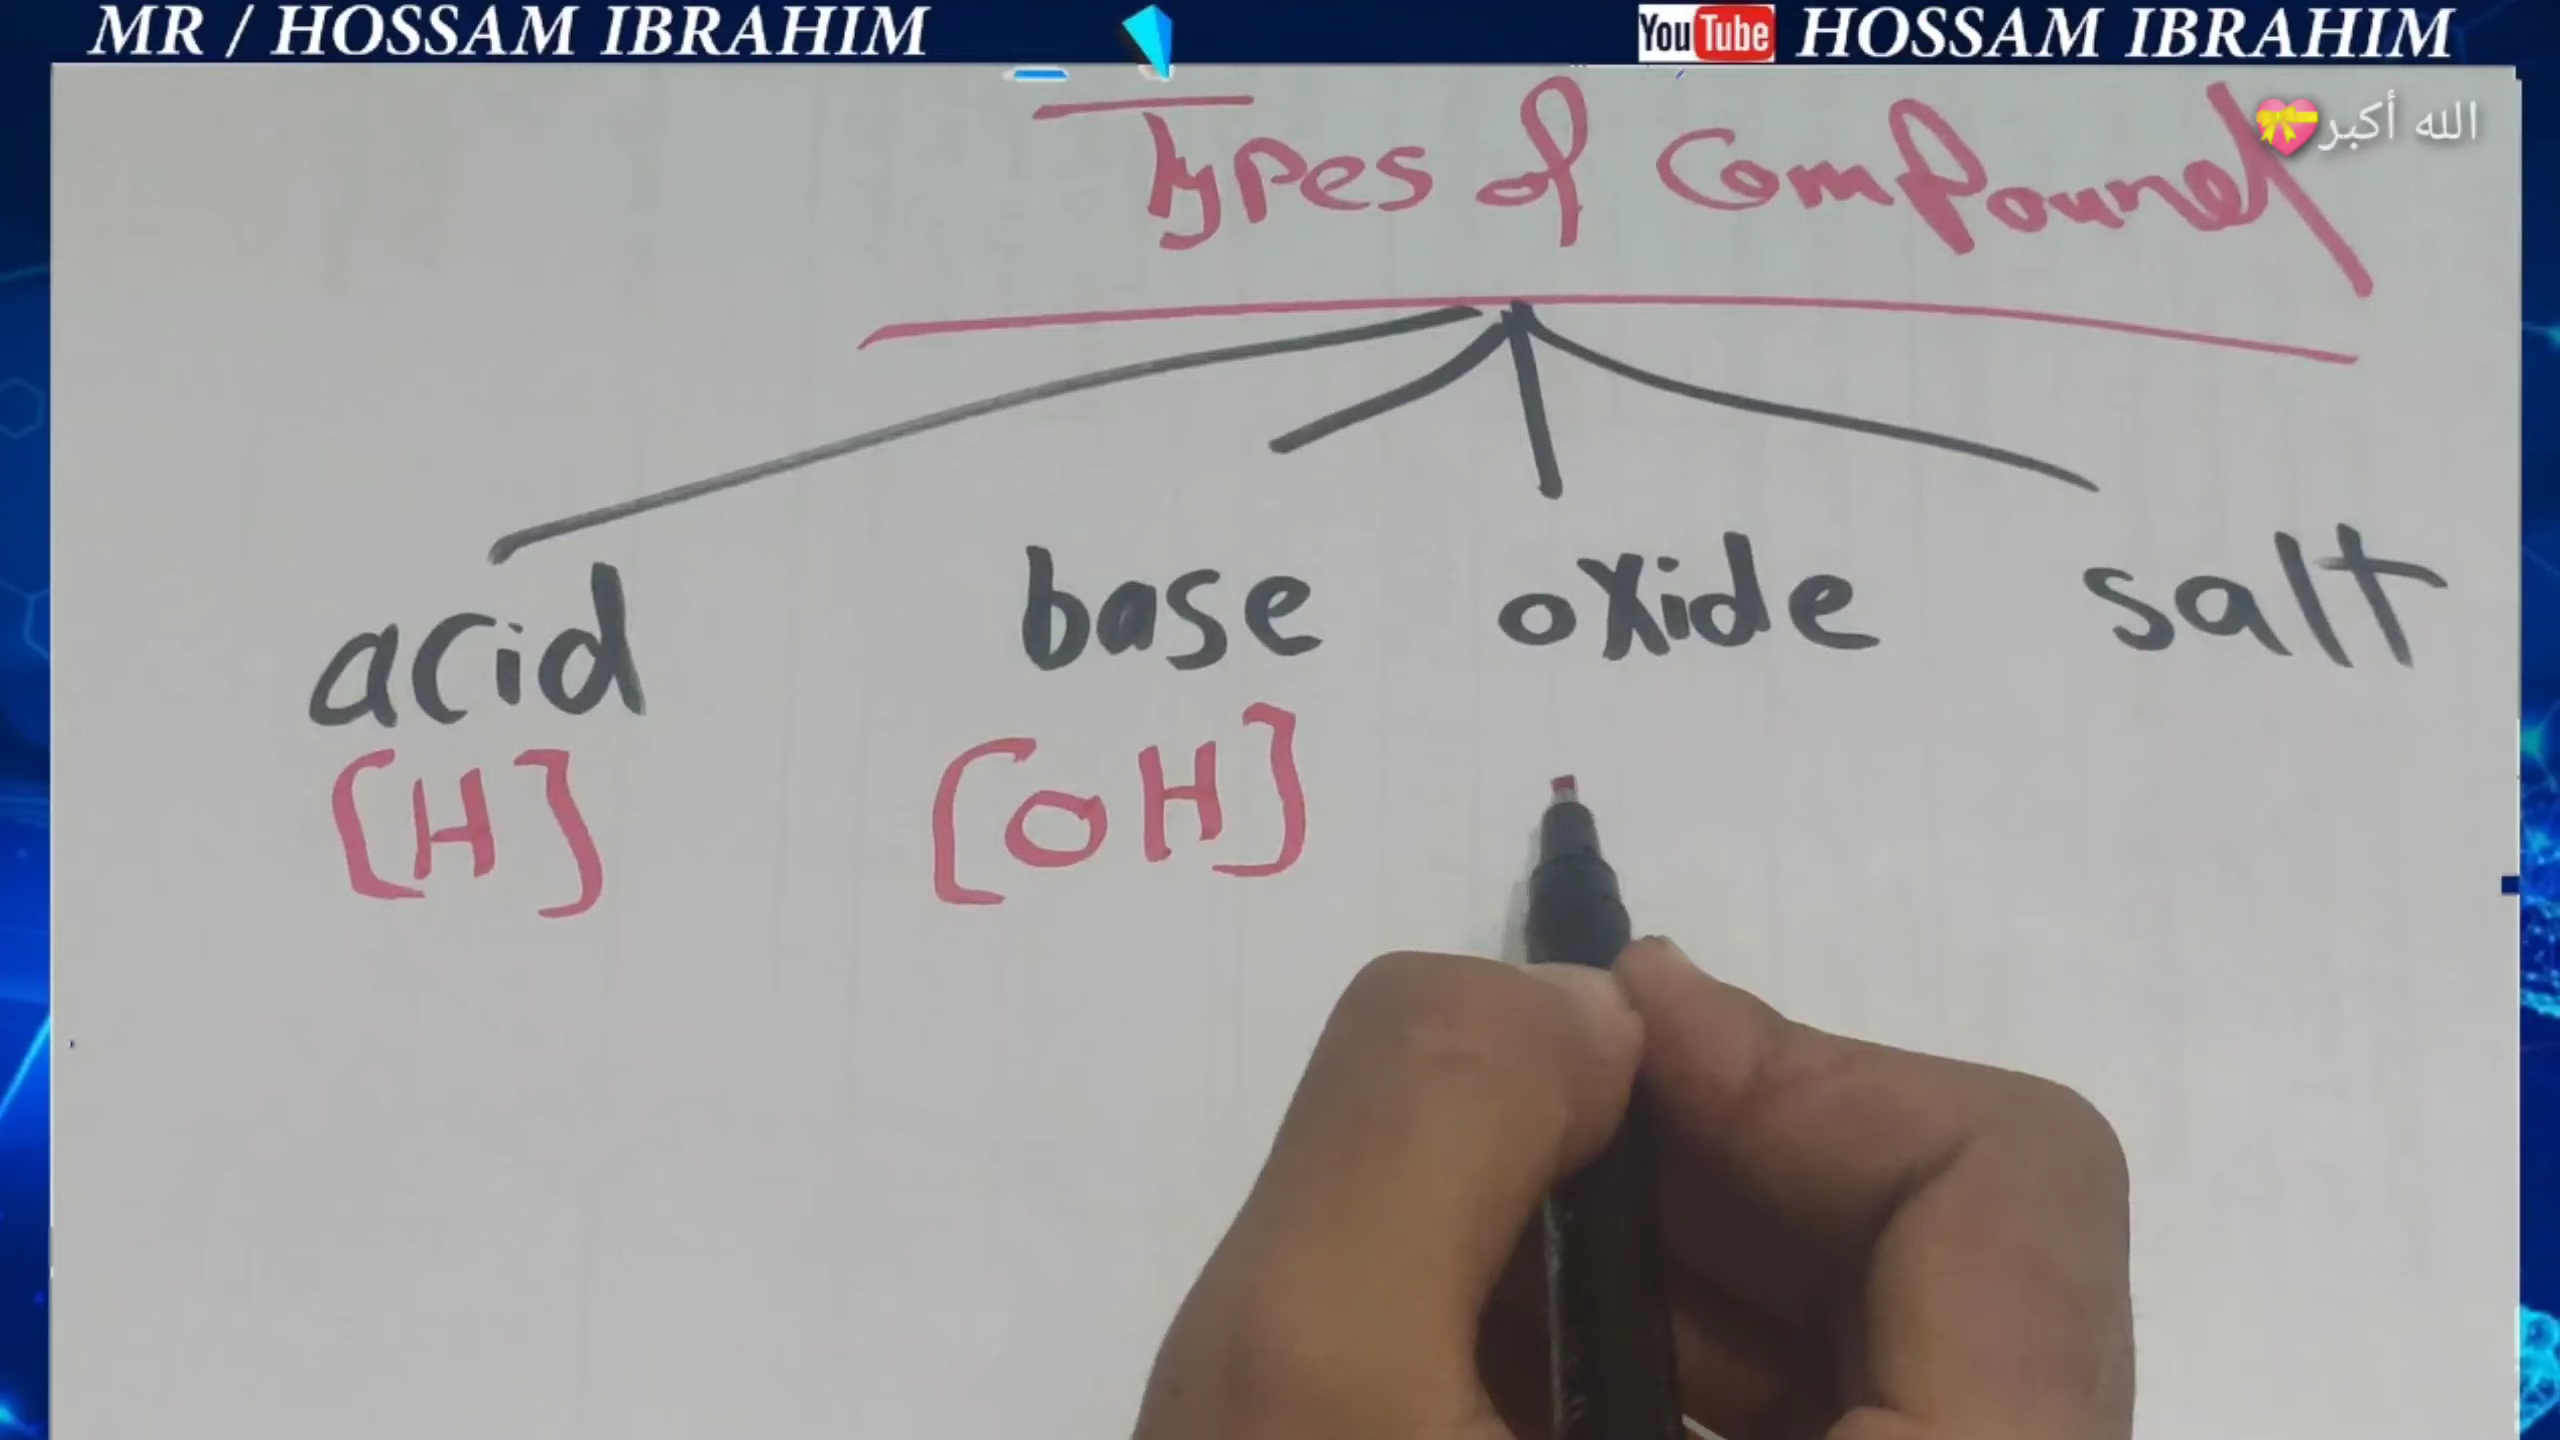 MR / HOSSAM IBRAHIM
YouTube HOSSAM IBRAHIM
الله أكبر💝
Types of Compound
acid base oxide salt
[H] [OH]